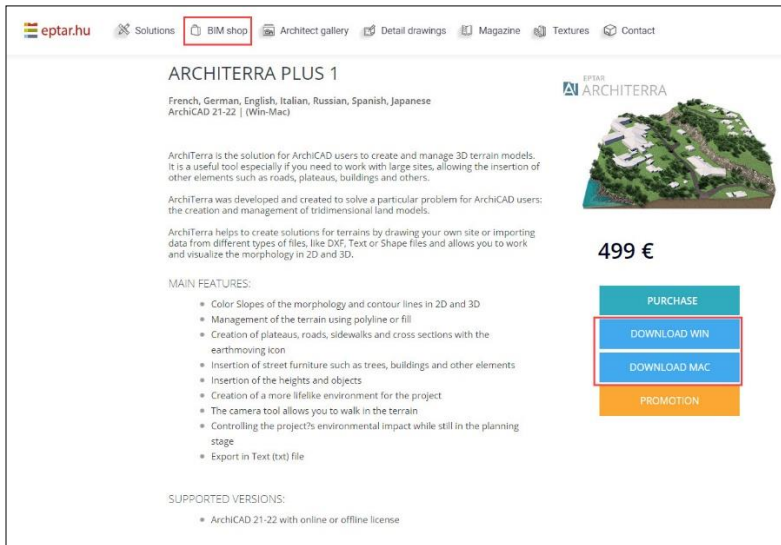 eptar.hu Solutions BIM shop Architect gallery Detail drawings Magazine Textures Contact
ARCHITERRA PLUS 1
French, German, English, Italian, Russian, Spanish, Japanese
ArchiCAD 21-22 | (Win-Mac)
ArchiTerra is the solution for ArchiCAD users to create and manage 3D terrain models.
It is a useful tool especially if you need to work with large sites, allowing the insertion of
other elements such as roads, plateaus, buildings and others.
ArchiTerra was developed and created to solve a particular problem for ArchiCAD users:
the creation and management of tridimensional land models.
ArchiTerra helps to create solutions for terrains by drawing your own site or importing
data from different types of files, like DXF, Text or Shape files and allows you to work
and visualize the morphology in 2D and 3D.
MAIN FEATURES:
Color Slopes of the morphology and contour lines in 2D and 3D
Management of the terrain using polyline or fill
Creation of plateaus, roads, sidewalks and cross sections with the
earthmoving icon
Insertion of street furniture such as trees, buildings and other elements
Insertion of the heights and objects
Creation of a more lifelike environment for the project
The camera tool allows you to walk in the terrain
Controlling the project?s environmental impact while still in the planning
stage
Export in Text (txt) file
SUPPORTED VERSIONS:
ArchiCAD 21-22 with online or offline license
EPTAR
ARCHITERRA
499 €
PURCHASE
DOWNLOAD WIN
DOWNLOAD MAC
PROMOTION